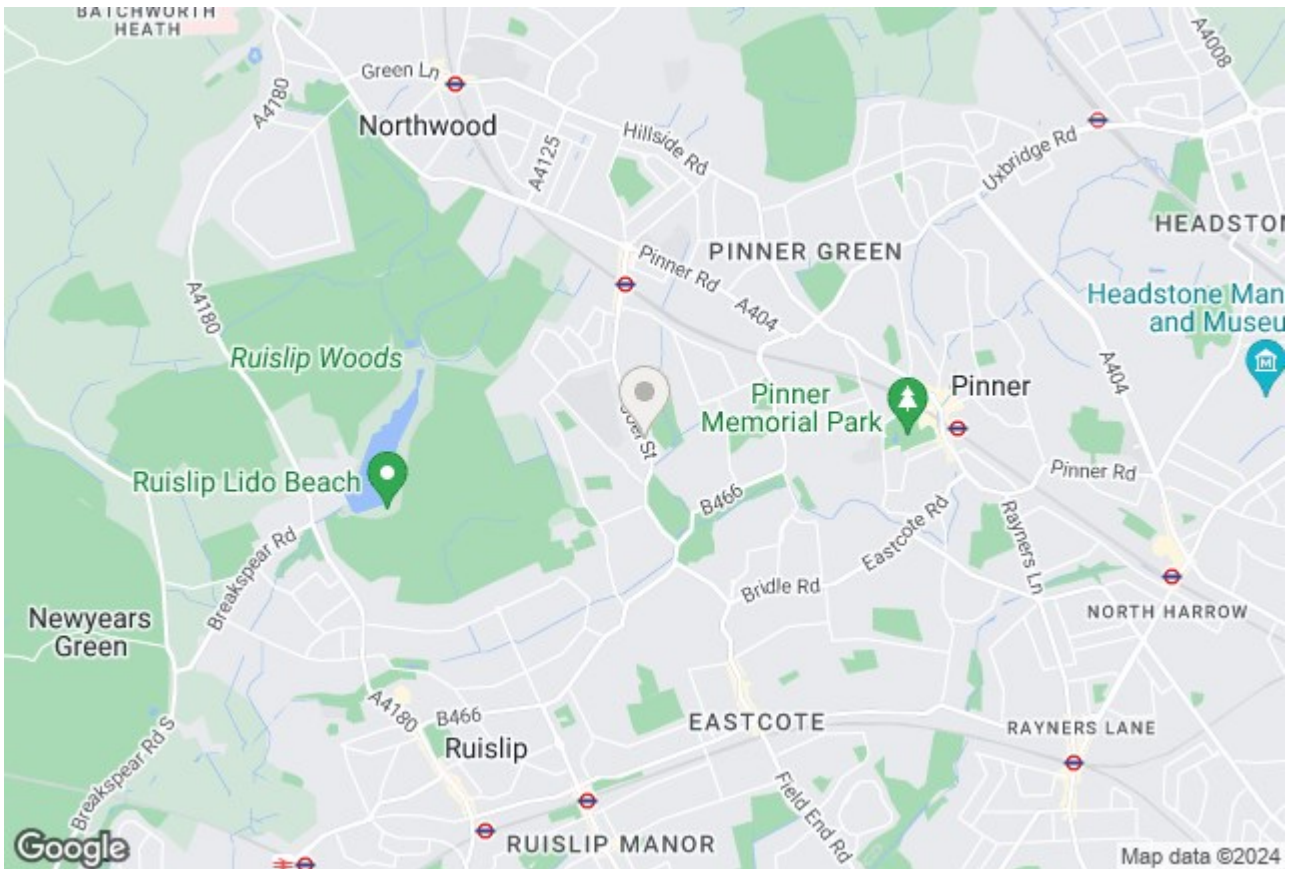 BATCHWORTH
HEATH
Green Ln
A4008
A4180
Northwood
A4125
Hillside Rd
Uxbridge Rd
PINNER GREEN
HEADSTON
Pinner Rd
A404
A4180
Headstone Man
and Museu
Ruislip Woods
A404
Pinner
Memorial Park
Pinner
St
Ruislip Lido Beach
B466
Pinner Rd
Eastcote Rd
Rayners Ln
Breakspear Rd
Bridle Rd
Newyears
Green
NORTH HARROW
A4180
B466
EASTCOTE
RAYNERS LANE
Ruislip
Breakspear Rd S
Field End Rd
RUISLIP MANOR
Google
Map data ©2024